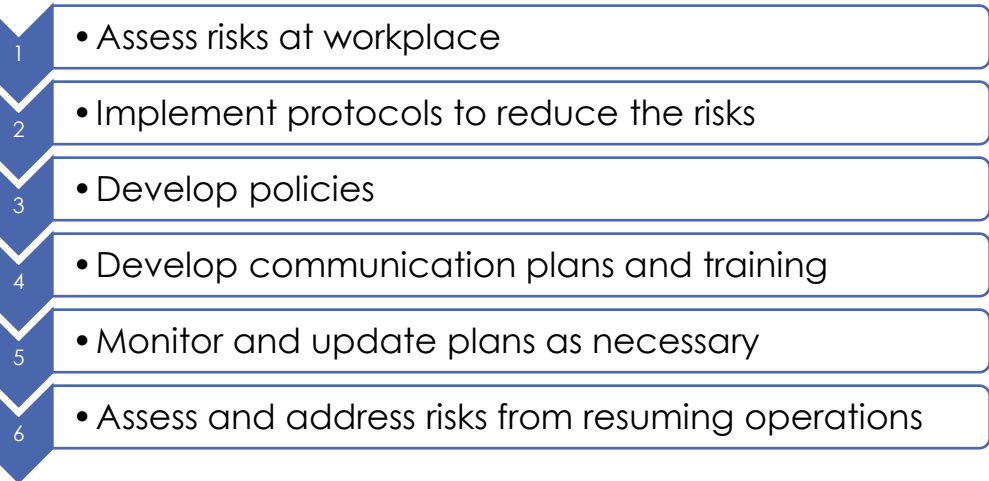 1
• Assess risks at workplace
2
• Implement protocols to reduce the risks
3
• Develop policies
4
• Develop communication plans and training
5
• Monitor and update plans as necessary
6
• Assess and address risks from resuming operations